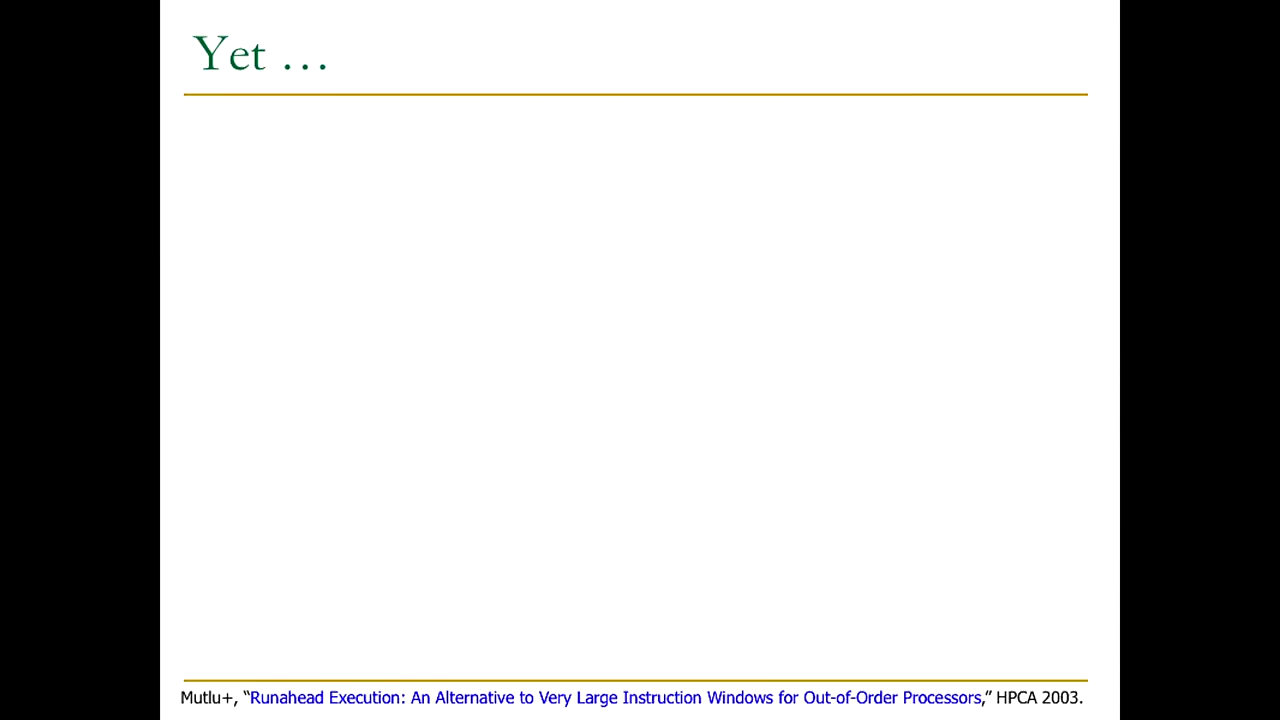 Yet …
Mutlu+, “Runahead Execution: An Alternative to Very Large Instruction Windows for Out-of-Order Processors,” HPCA 2003.